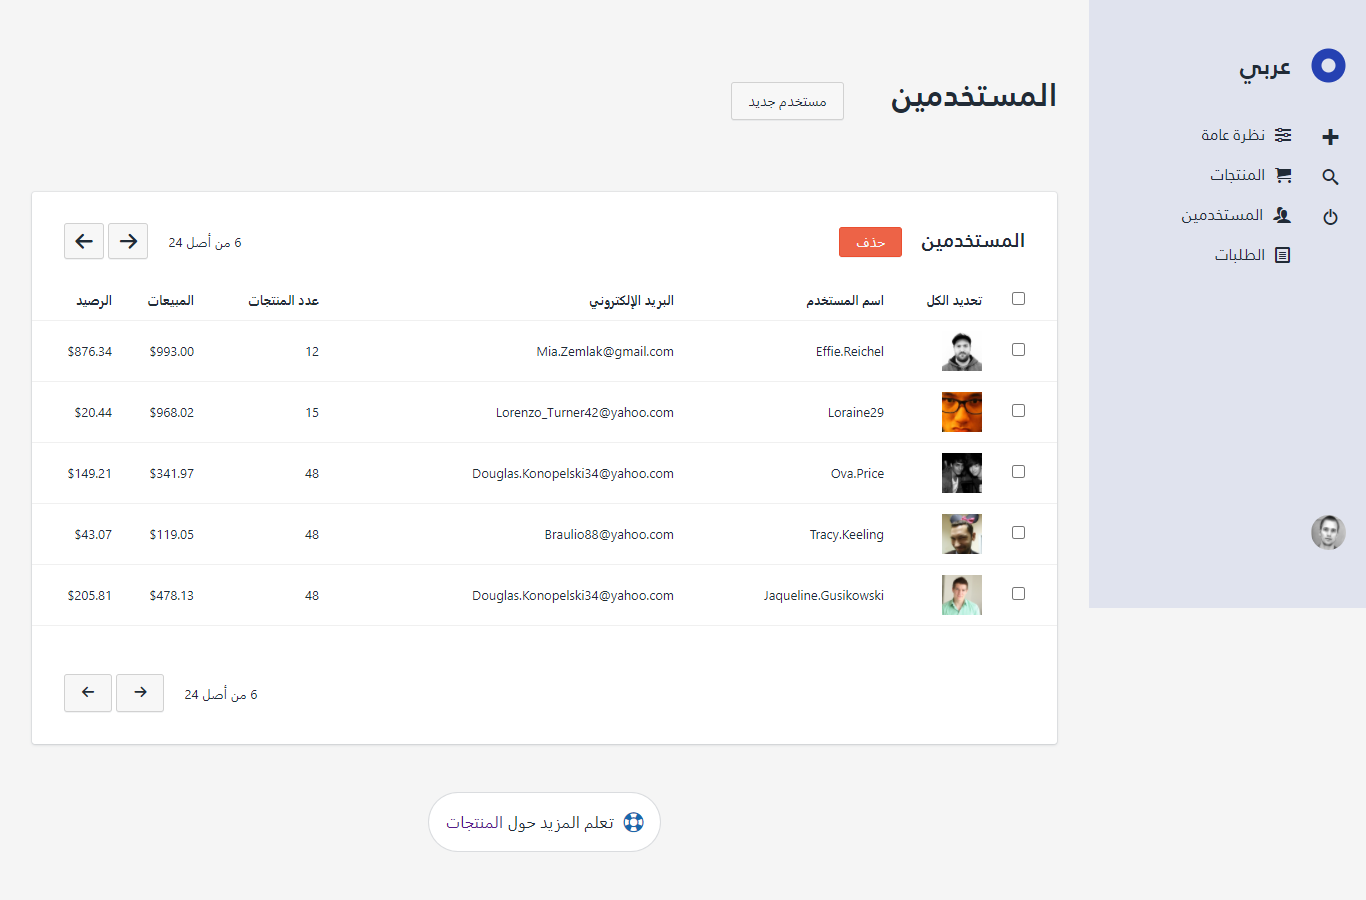 عربي
نظرة عامة
المنتجات
المستخدمين
الطلبات
المستخدمين
مستخدم جديد
المستخدمين
حذف
6 من أصل 24
تحديد الكل اسم المستخدم البريد الإلكتروني عدد المنتجات المبيعات الرصيد
Effie.Reichel Mia.Zemlak@gmail.com 12 $993.00 $876.34
Loraine29 Lorenzo_Turner42@yahoo.com 15 $968.02 $20.44
Ova.Price Douglas.Konopelski34@yahoo.com 48 $341.97 $149.21
Tracy.Keeling Braulio88@yahoo.com 48 $119.05 $43.07
Jaqueline.Gusikowski Douglas.Konopelski34@yahoo.com 48 $478.13 $205.81
6 من أصل 24
تعلم المزيد حول المنتجات